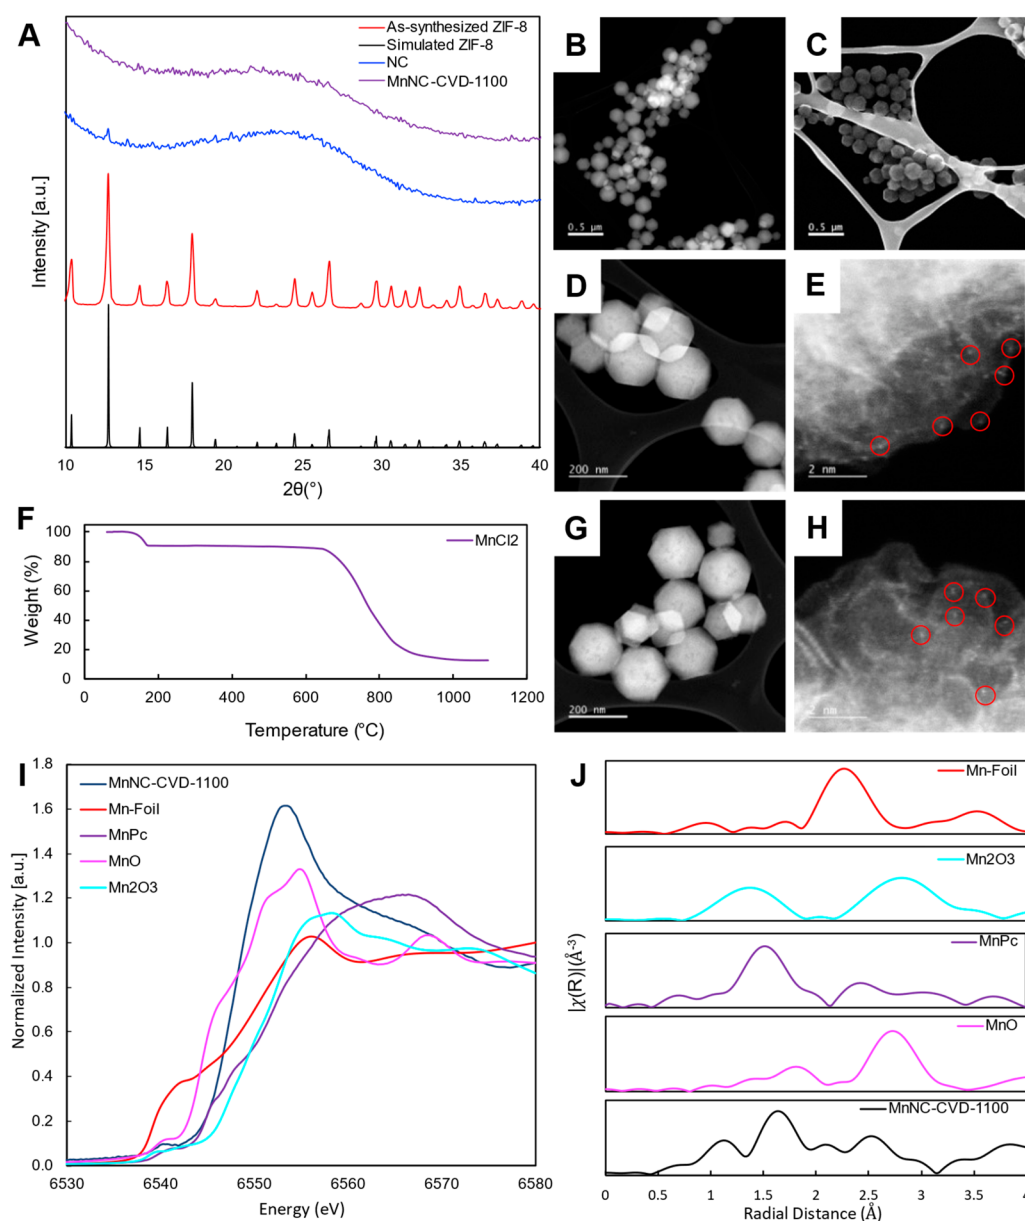 A
As-synthesized ZIF-8
Simulated ZIF-8
NC
MnNC-CVD-1100
Intensity [a.u.]
10 15 20 25 30 35 40
2θ(°)
B
0.5 µm
C
0.5 µm
D
200 nm
E
2 nm
F
MnCl2
Weight (%)
100
80
60
40
20
0
0 200 400 600 800 1000 1200
Temperature (°C)
G
200 nm
H
2 nm
I
MnNC-CVD-1100
Mn-Foil
MnPc
MnO
Mn2O3
Normalized Intensity [a.u.]
1.8
1.6
1.4
1.2
1.0
0.8
0.6
0.4
0.2
0.0
6530 6540 6550 6560 6570 6580
Energy (eV)
J
Mn-Foil
Mn2O3
MnPc
MnO
MnNC-CVD-1100
|χ(R)|(Å⁻³)
0 0.5 1 1.5 2 2.5 3 3.5 4
Radial Distance (Å)